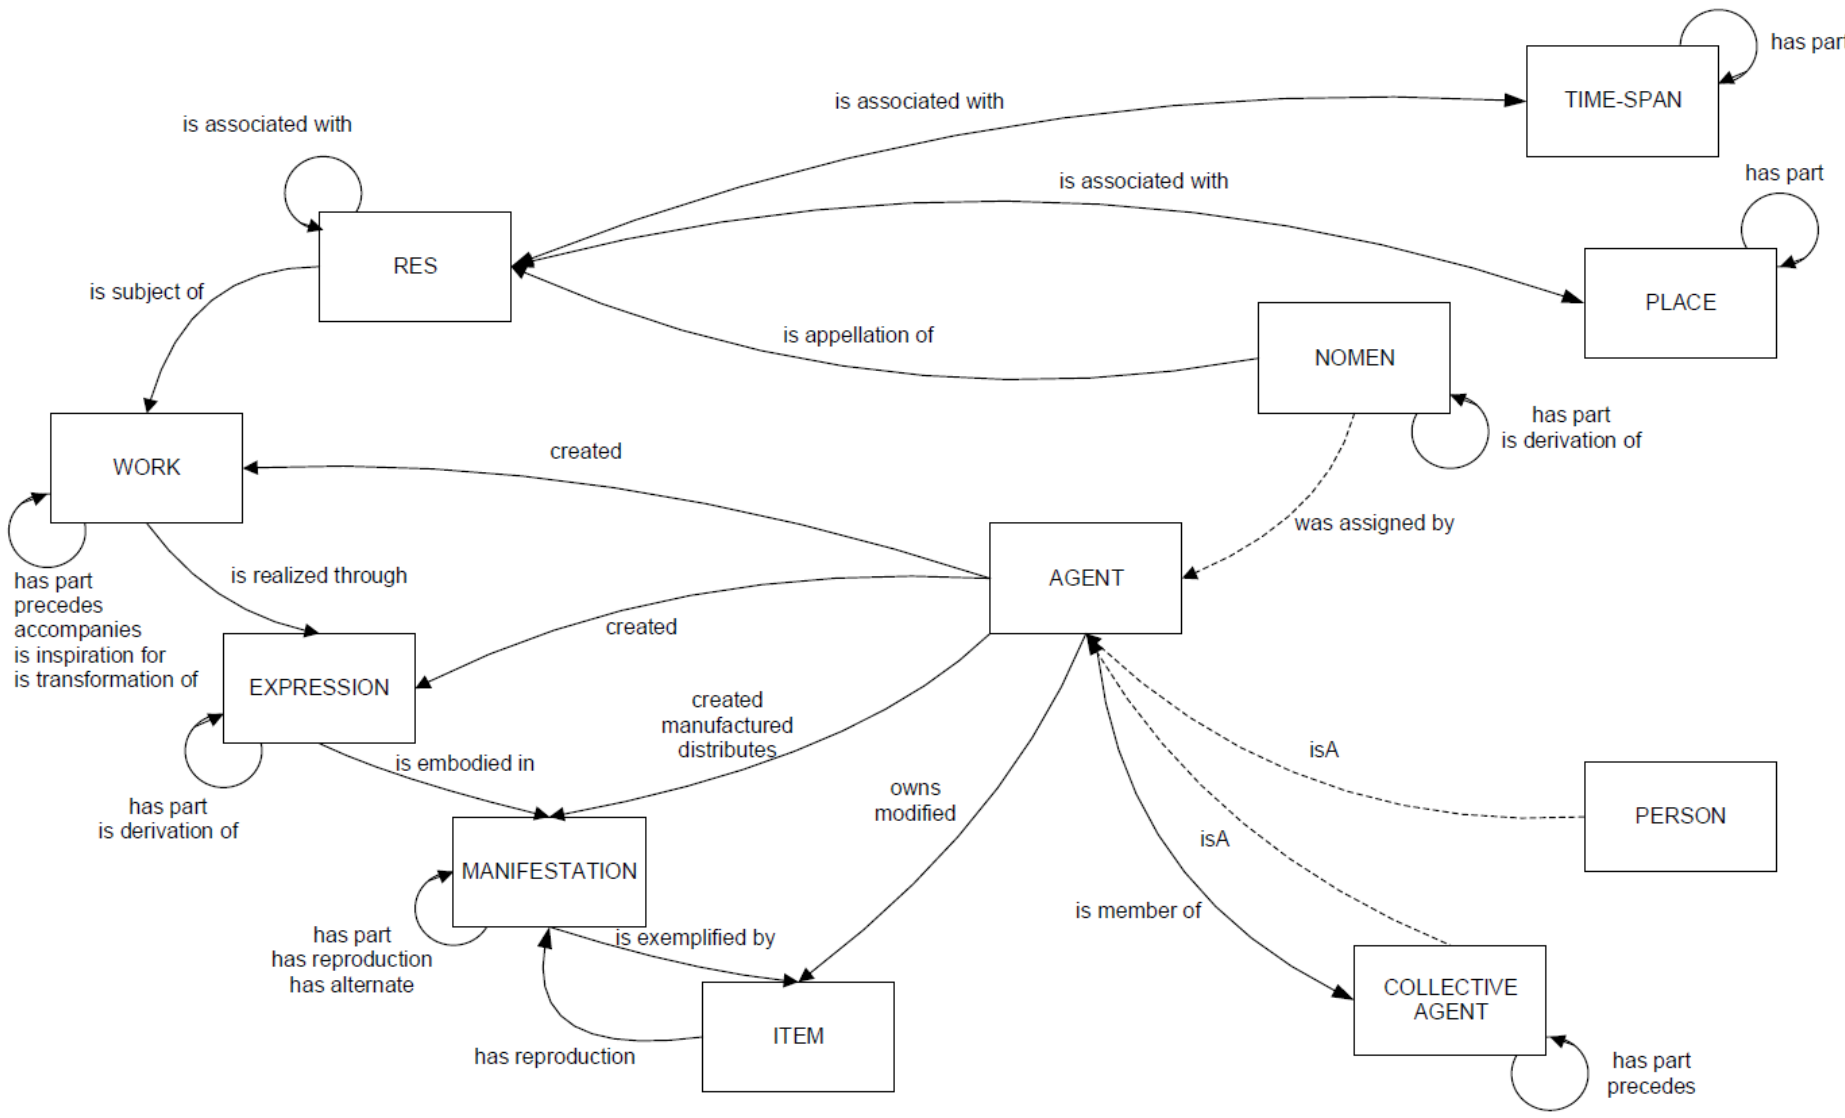 has part
TIME-SPAN
is associated with
is associated with
has part
is associated with
RES
is subject of
PLACE
is appellation of
NOMEN
has part
is derivation of
created
WORK
was assigned by
is realized through
AGENT
has part
precedes
accompanies
is inspiration for
is transformation of
created
EXPRESSION
created
manufactured
distributes
is embodied in
isA
owns
modified
has part
is derivation of
PERSON
isA
MANIFESTATION
is member of
is exemplified by
has part
has reproduction
has alternate
COLLECTIVE
AGENT
ITEM
has reproduction
has part
precedes